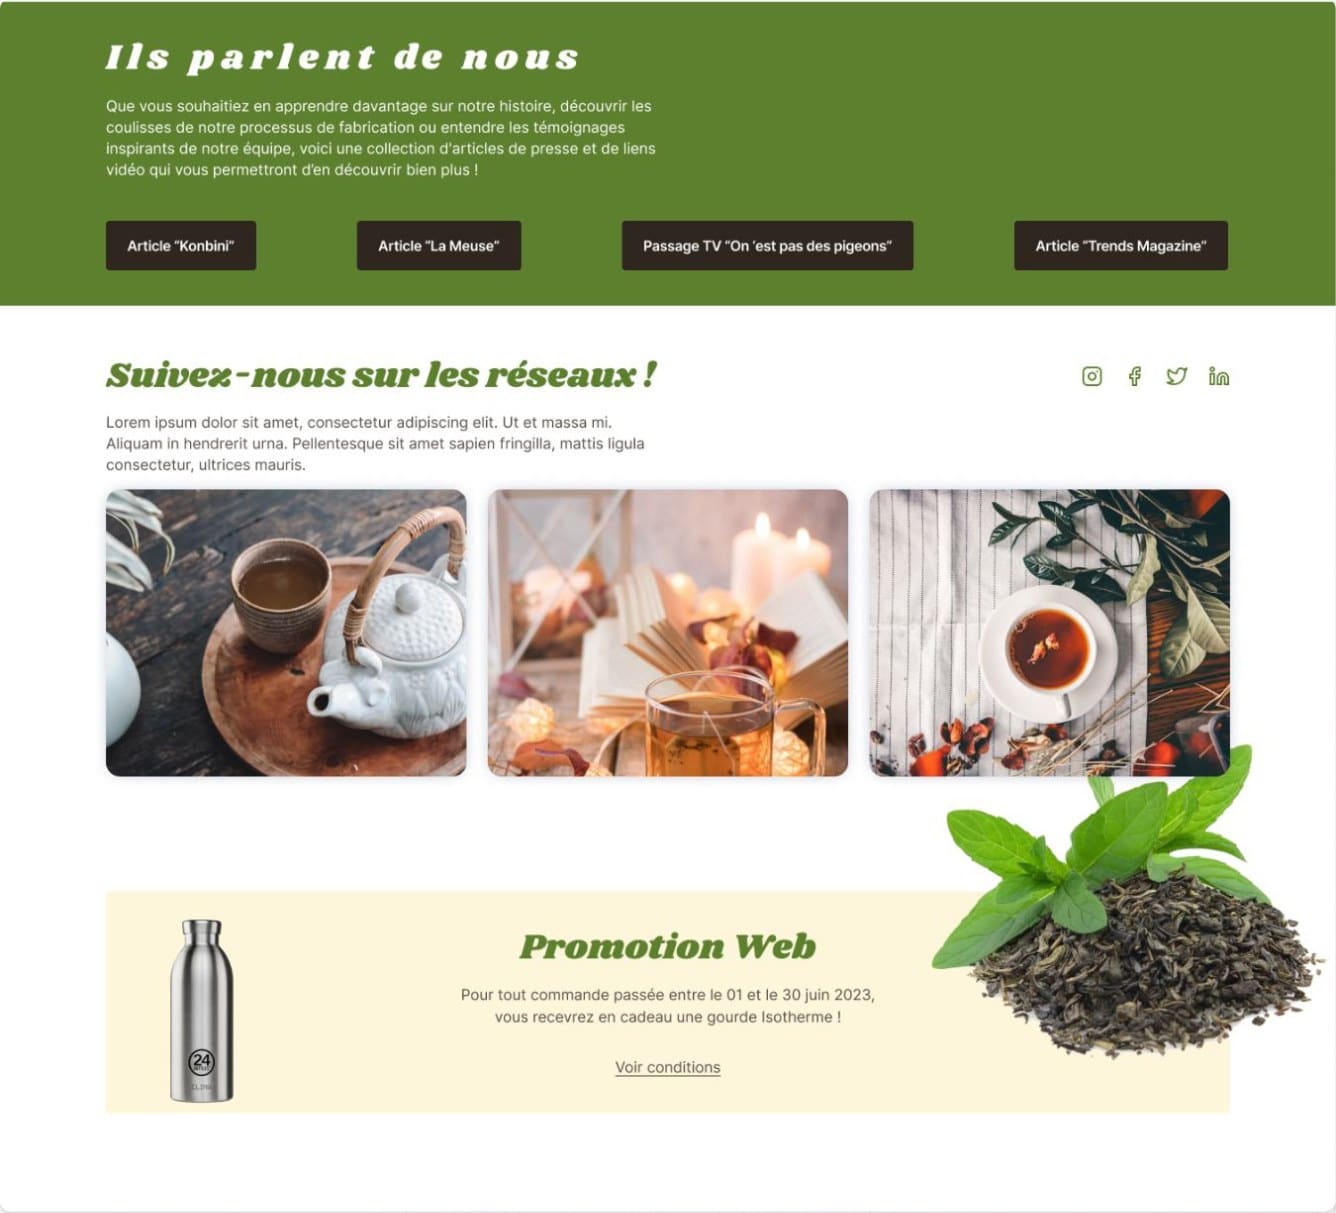 Ils parlent de nous
Que vous souhaitiez en apprendre davantage sur notre histoire, découvrir les
coulisses de notre processus de fabrication ou entendre les témoignages
inspirants de notre équipe, voici une collection d'articles de presse et de liens
vidéo qui vous permettront d’en découvrir bien plus !
Article “Konbini”
Article “La Meuse”
Passage TV “On ‘est pas des pigeons”
Article “Trends Magazine”
Suivez-nous sur les réseaux !
Lorem ipsum dolor sit amet, consectetur adipiscing elit. Ut et massa mi.
Aliquam in hendrerit urna. Pellentesque sit amet sapien fringilla, mattis ligula
consectetur, ultrices mauris.
Promotion Web
Pour tout commande passée entre le 01 et le 30 juin 2023,
vous recevrez en cadeau une gourde Isotherme !
Voir conditions
24